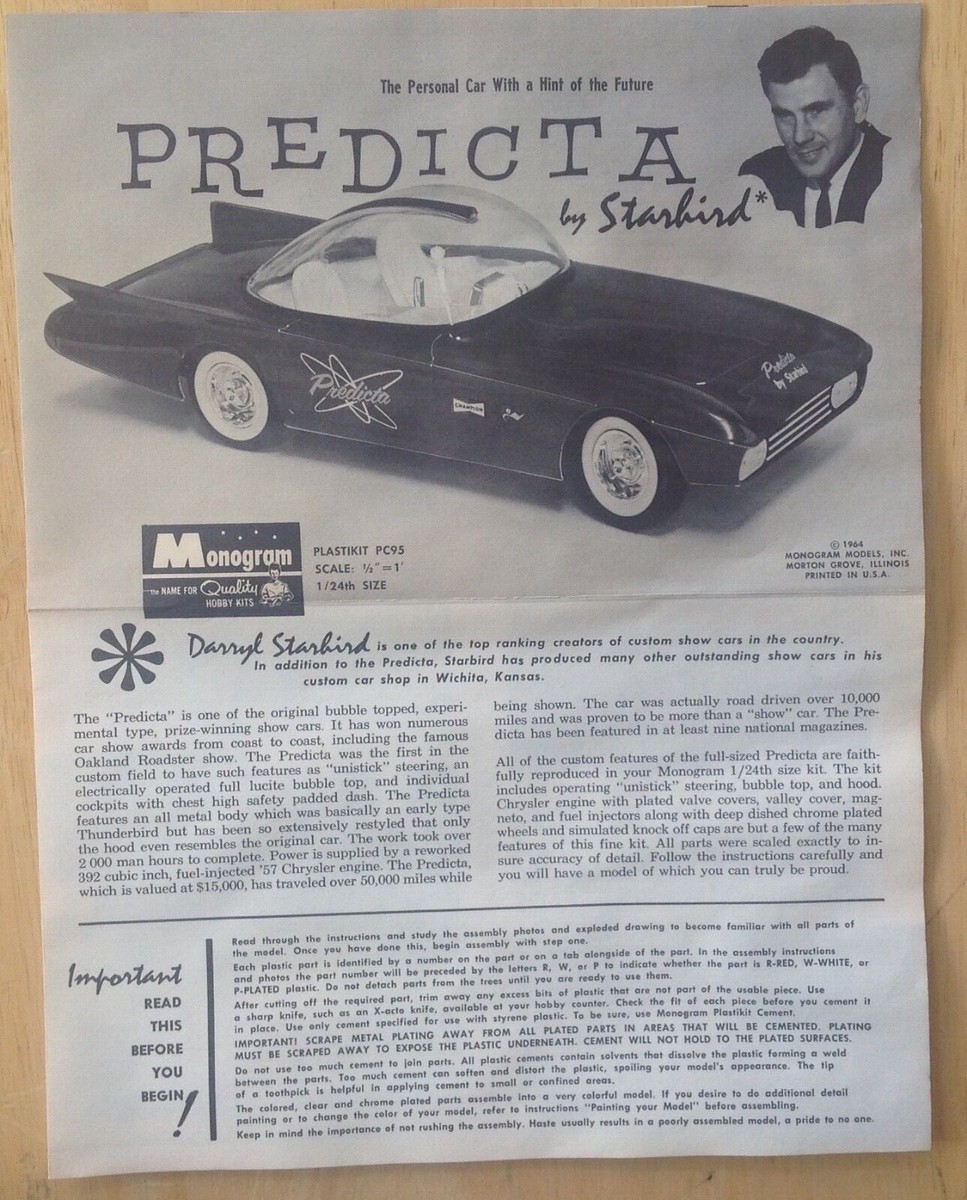 The Personal Car With a Hint of the Future
PREDICTA
by Starbird*
Predicta
CHAMPION
Predicta
by Starbird
Monogram
the NAME FOR Quality
HOBBY KITS
PLASTIKIT PC95
SCALE: ½" = 1'
1/24th SIZE
© 1964
MONOGRAM MODELS, INC.
MORTON GROVE, ILLINOIS
PRINTED IN U.S.A.
Darryl Starbird is one of the top ranking creators of custom show cars in the country.
In addition to the Predicta, Starbird has produced many other outstanding show cars in his
custom car shop in Wichita, Kansas.
The "Predicta" is one of the original bubble topped, experi-
mental type, prize-winning show cars. It has won numerous
car show awards from coast to coast, including the famous
Oakland Roadster show. The Predicta was the first in the
custom field to have such features as "unistick" steering, an
electrically operated full lucite bubble top, and individual
cockpits with chest high safety padded dash. The Predicta
features an all metal body which was basically an early type
Thunderbird but has been so extensively restyled that only
the hood even resembles the original car. The work took over
2 000 man hours to complete. Power is supplied by a reworked
392 cubic inch, fuel-injected '57 Chrysler engine. The Predicta,
which is valued at $15,000, has traveled over 50,000 miles while
being shown. The car was actually road driven over 10,000
miles and was proven to be more than a "show" car. The Pre-
dicta has been featured in at least nine national magazines.
All of the custom features of the full-sized Predicta are faith-
fully reproduced in your Monogram 1/24th size kit. The kit
includes operating "unistick" steering, bubble top, and hood.
Chrysler engine with plated valve covers, valley cover, mag-
neto, and fuel injectors along with deep dished chrome plated
wheels and simulated knock off caps are but a few of the many
features of this fine kit. All parts were scaled exactly to in-
sure accuracy of detail. Follow the instructions carefully and
you will have a model of which you can truly be proud.
Important
READ
THIS
BEFORE
YOU
BEGIN!
Read through the instructions and study the assembly photos and exploded drawing to become familiar with all parts of
the model. Once you have done this, begin assembly with step one.
Each plastic part is identified by a number on the part or on a tab alongside of the part. In the assembly instructions
and photos the part number will be preceded by the letters R, W, or P to indicate whether the part is R-RED, W-WHITE, or
P-PLATED plastic. Do not detach parts from the trees until you are ready to use them.
After cutting off the required part, trim away any excess bits of plastic that are not part of the usable piece. Use
a sharp knife, such as an X-acto knife, available at your hobby counter. Check the fit of each piece before you cement it
in place. Use only cement specified for use with styrene plastic. To be sure, use Monogram Plastikit Cement.
IMPORTANT! SCRAPE METAL PLATING AWAY FROM ALL PLATED PARTS IN AREAS THAT WILL BE CEMENTED. PLATING
MUST BE SCRAPED AWAY TO EXPOSE THE PLASTIC UNDERNEATH. CEMENT WILL NOT HOLD TO THE PLATED SURFACES.
Do not use too much cement to join parts. All plastic cements contain solvents that dissolve the plastic forming a weld
between the parts. Too much cement can soften and distort the plastic, spoiling your model's appearance. The tip
of a toothpick is helpful in applying cement to small or confined areas.
The colored, clear and chrome plated parts assemble into a very colorful model. If you desire to do additional detail
painting or to change the color of your model, refer to instructions "Painting your Model" before assembling.
Keep in mind the importance of not rushing the assembly. Haste usually results in a poorly assembled model, a pride to no one.